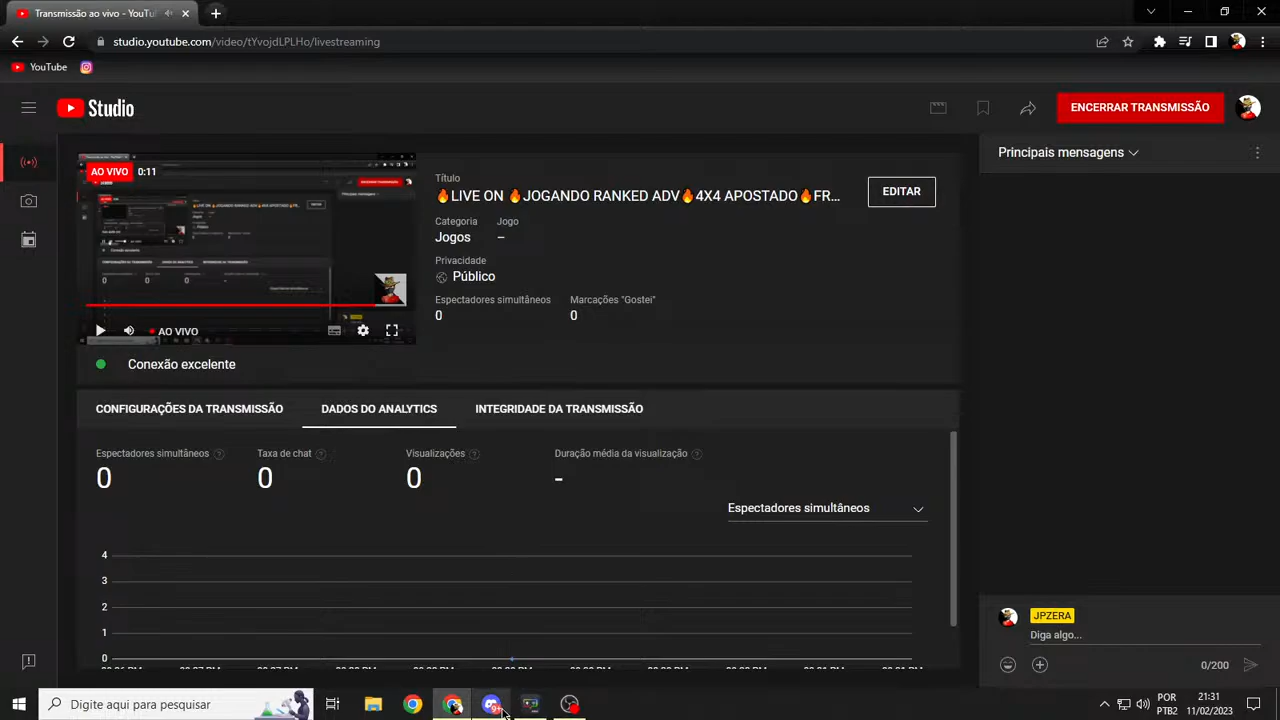 Transmissão ao vivo - YouTu
studio.youtube.com/video/tYvojdLPLHo/livestreaming
YouTube
Studio
ENCERRAR TRANSMISSÃO
Principais mensagens
AO VIVO 0:11
Título
🔥LIVE ON 🔥JOGANDO RANKED ADV🔥4X4 APOSTADO🔥FR...
EDITAR
Categoria Jogo
Jogos –
Privacidade
Público
Espectadores simultâneos Marcações "Gostei"
0 0
AO VIVO
Conexão excelente
CONFIGURAÇÕES DA TRANSMISSÃO DADOS DO ANALYTICS INTEGRIDADE DA TRANSMISSÃO
Espectadores simultâneos Taxa de chat Visualizações Duração média da visualização
0 0 0 -
Espectadores simultâneos
4
3
2
1
0
JPZERA
Diga algo...
0/200
Digite aqui para pesquisar
POR
PTB2
21:31
11/02/2023